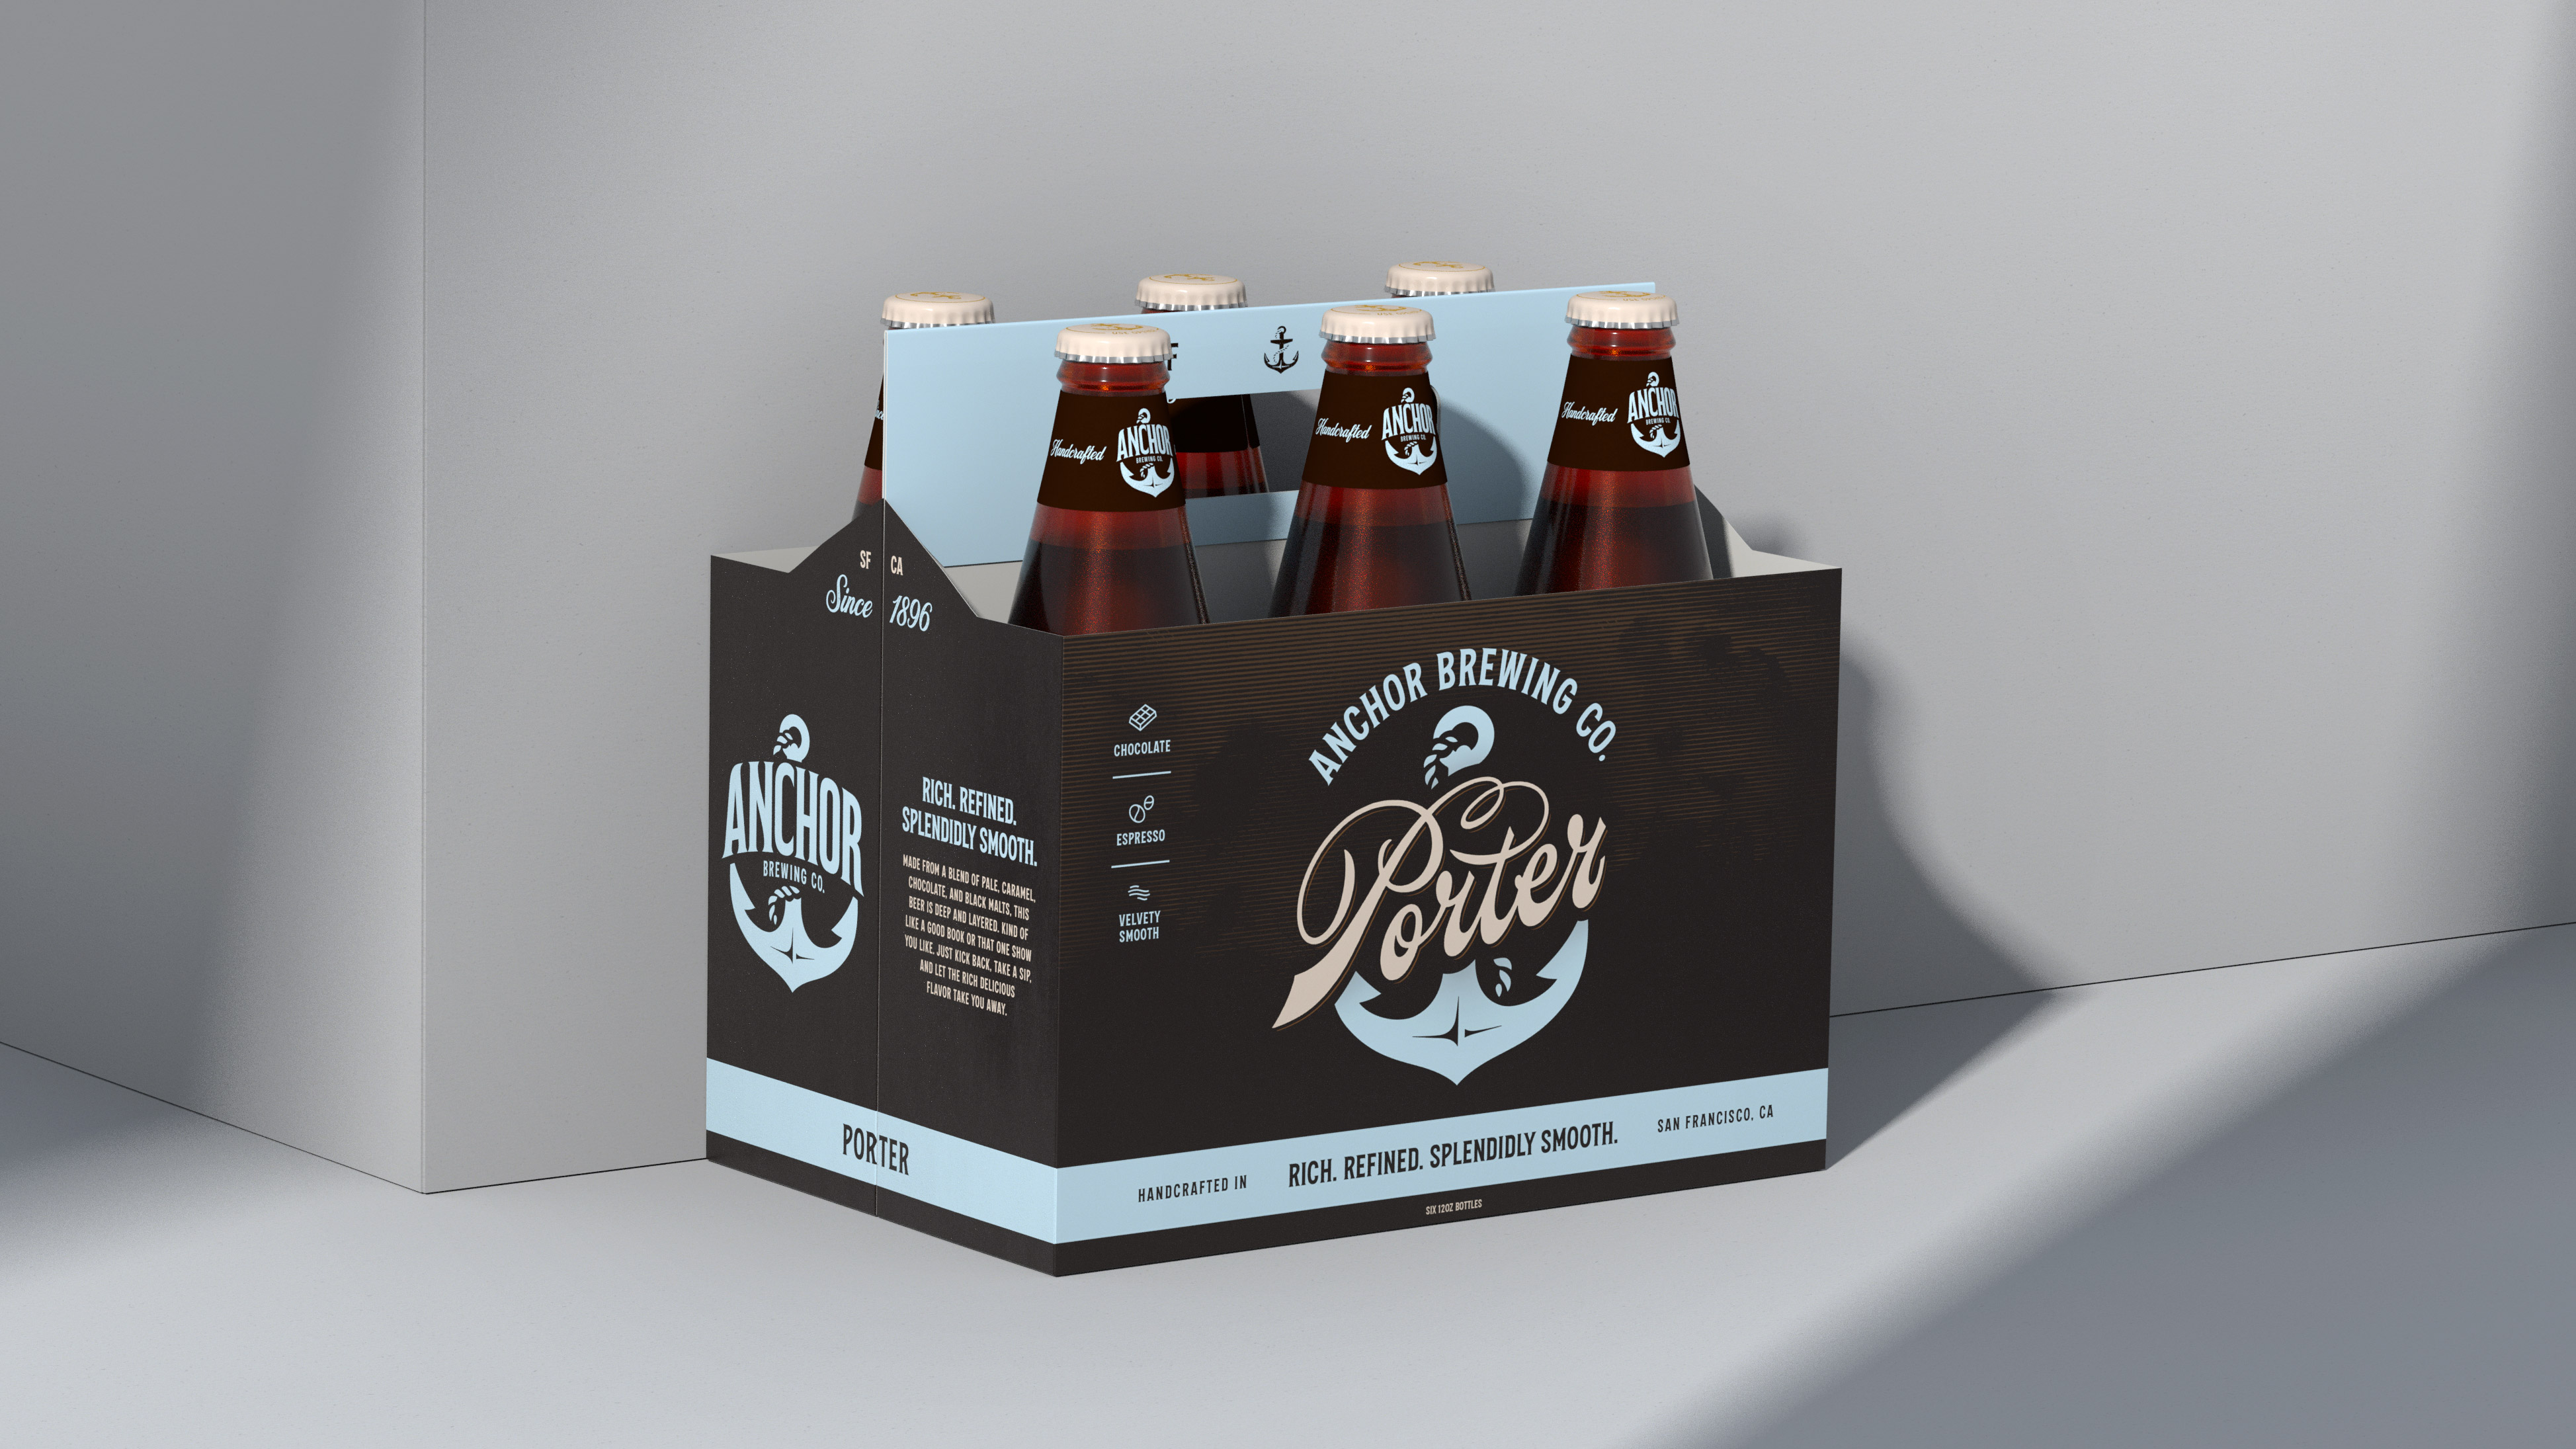 Handcrafted
ANCHOR
BREWING CO.
Handcrafted
ANCHOR
BREWING CO.
Handcrafted
ANCHOR
BREWING CO.
SF CA
Since 1896
ANCHOR
BREWING CO.
RICH. REFINED.
SPLENDIDLY SMOOTH.
MADE FROM A BLEND OF PALE, CARAMEL,
CHOCOLATE, AND BLACK MALTS, THIS
BEER IS DEEP AND LAYERED. KIND OF
LIKE A GOOD BOOK OR THAT ONE SHOW
YOU LIKE. JUST KICK BACK, TAKE A SIP,
AND LET THE RICH DELICIOUS
FLAVOR TAKE YOU AWAY.
PORTER
CHOCOLATE
ESPRESSO
VELVETY
SMOOTH
ANCHOR BREWING CO.
Porter
HANDCRAFTED IN
RICH. REFINED. SPLENDIDLY SMOOTH.
SAN FRANCISCO, CA
SIX 12OZ BOTTLES